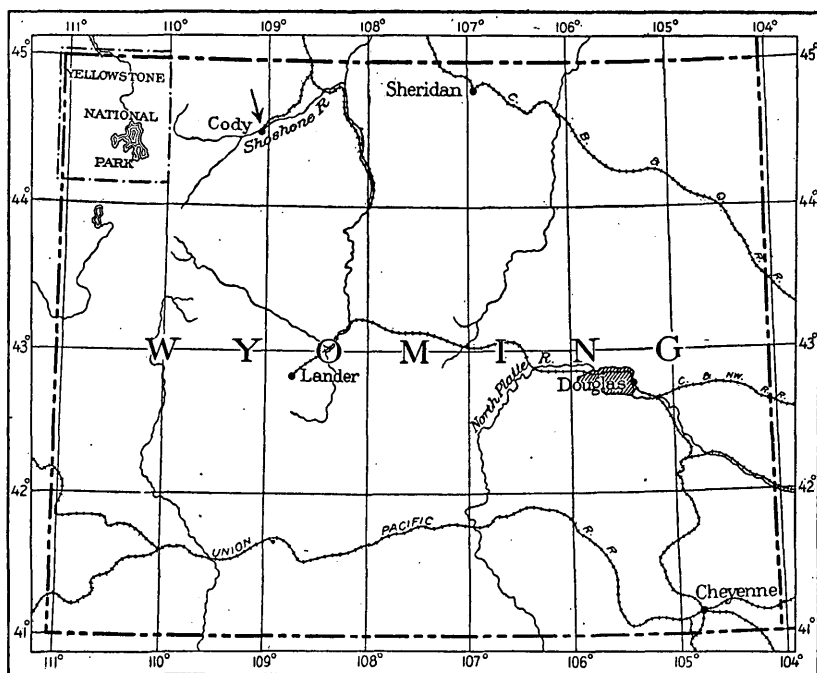 111° 110 109° 108° 107° 106° 105° 104°
45° 45°
YELLOWSTONE
NATIONAL
PARK
Sheridan
C. B. & Q. R. R.
Cody
Shoshone R
44° 44°
43° 43°
WYOMING
Lander
North Platte R.
Douglas
C. & NW. R. R.
42° 42°
UNION PACIFIC R. R
Cheyenne
41° 41°
111° 110° 109° 108° 107° 106° 105° 104°